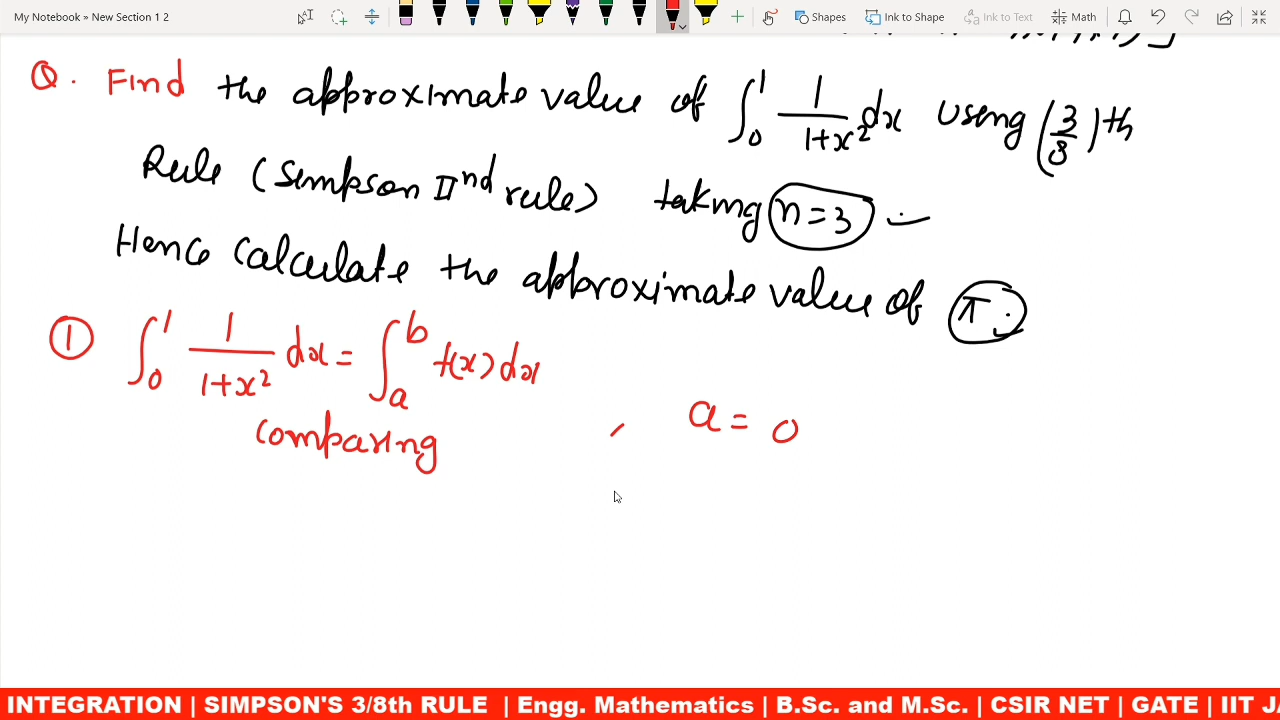 My Notebook » New Section 1 2
Shapes Ink to Shape Ink to Text Math
Q. Find the approximate value of ∫₀¹ 1/(1+x²) dx using (3/8)th
Rule (Simpson IInd rule) taking n=3
Hence calculate the approximate value of π.
① ∫₀¹ 1/(1+x²) dx = ∫ₐᵇ f(x) dx
comparing , a = 0
INTEGRATION | SIMPSON'S 3/8th RULE | Engg. Mathematics | B.Sc. and M.Sc. | CSIR NET | GATE | IIT JA